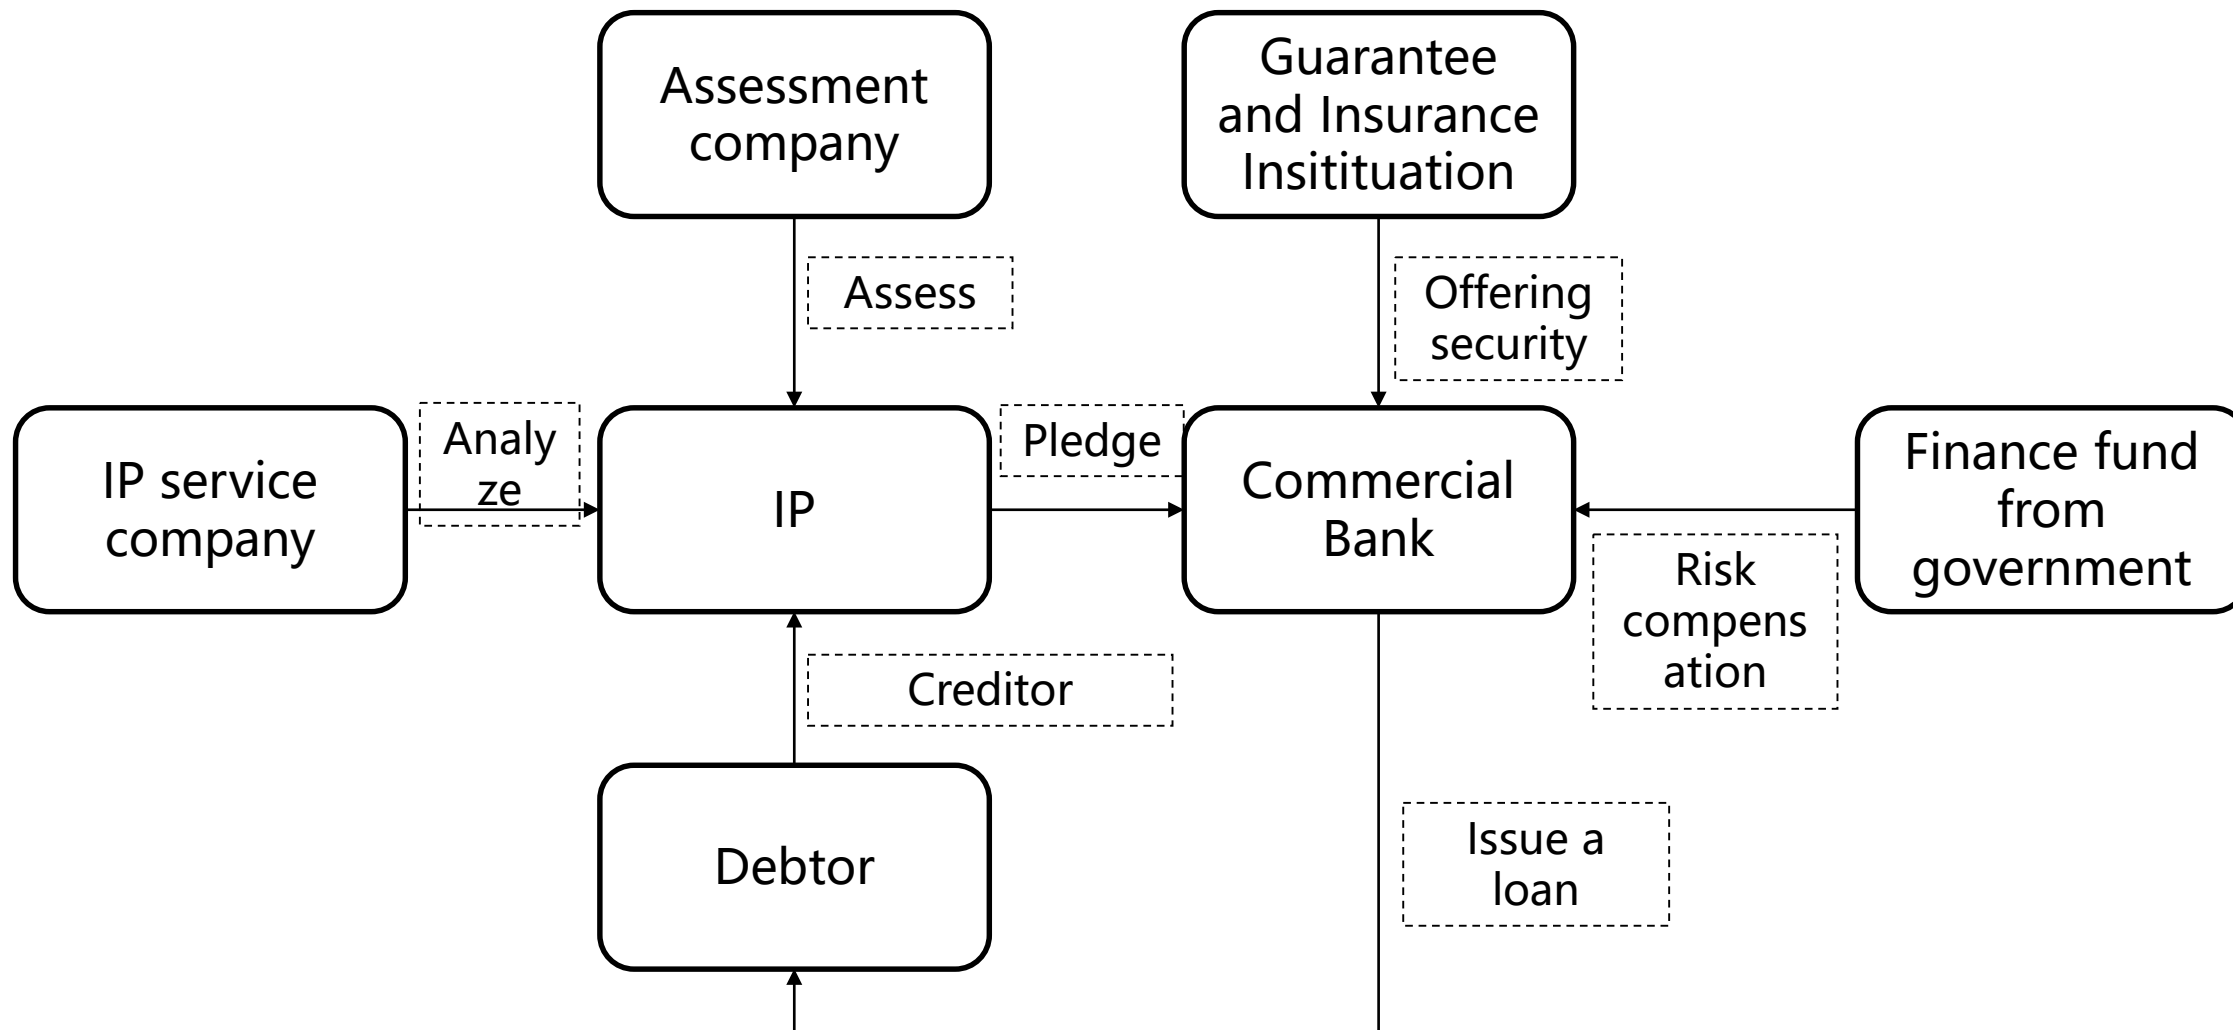 Assessment
company
Guarantee
and Insurance
Insitituation
Assess
Offering
security
IP service
company
Analy
ze
IP
Pledge
Commercial
Bank
Finance fund
from
government
Risk
compens
ation
Creditor
Debtor
Issue a
loan